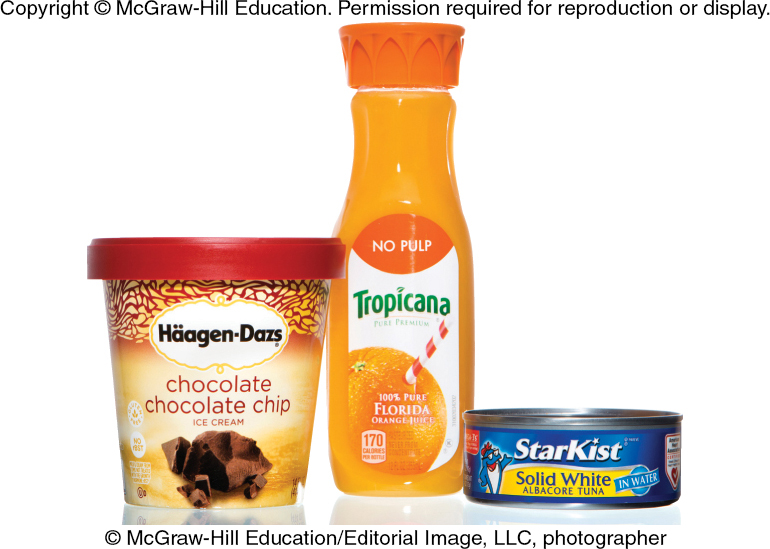 Copyright © McGraw-Hill Education. Permission required for reproduction or display.
NO PULP
Tropicana
PURE PREMIUM
100% PURE
FLORIDA
ORANGE JUICE
170
CALORIES
PER BOTTLE
Häagen-Dazs
chocolate
chocolate chip
ICE CREAM
StarKist
Solid White
ALBACORE TUNA
IN WATER
© McGraw-Hill Education/Editorial Image, LLC, photographer